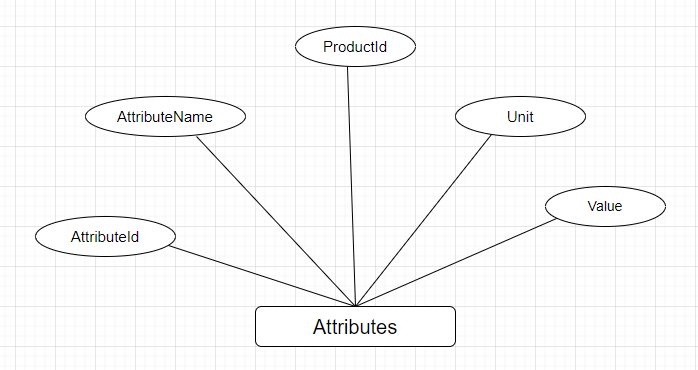 ProductId
AttributeName
Unit
Value
AttributeId
Attributes